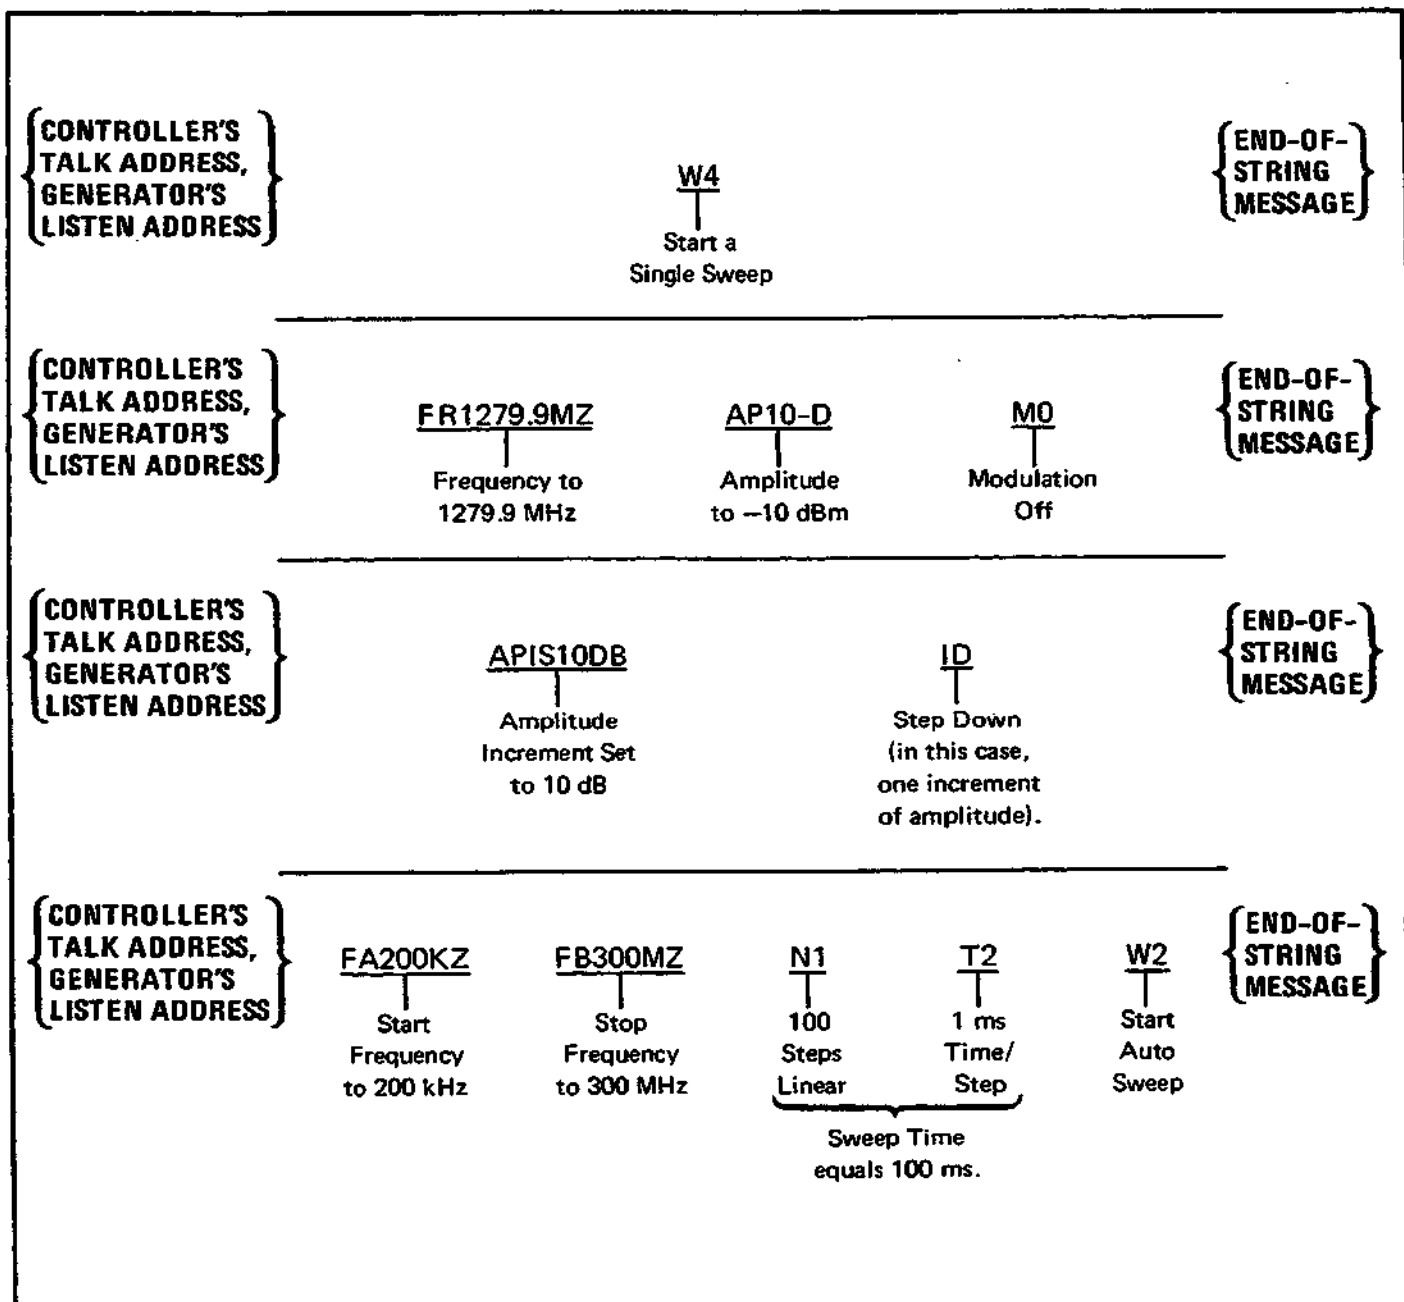 CONTROLLER'S
TALK ADDRESS,
GENERATOR'S
LISTEN ADDRESS
W4
Start a
Single Sweep
END-OF-
STRING
MESSAGE
CONTROLLER'S
TALK ADDRESS,
GENERATOR'S
LISTEN ADDRESS
FR1279.9MZ
Frequency to
1279.9 MHz
AP10-D
Amplitude
to —10 dBm
M0
Modulation
Off
END-OF-
STRING
MESSAGE
CONTROLLER'S
TALK ADDRESS,
GENERATOR'S
LISTEN ADDRESS
APIS10DB
Amplitude
Increment Set
to 10 dB
ID
Step Down
(in this case,
one increment
of amplitude).
END-OF-
STRING
MESSAGE
CONTROLLER'S
TALK ADDRESS,
GENERATOR'S
LISTEN ADDRESS
FA200KZ
Start
Frequency
to 200 kHz
FB300MZ
Stop
Frequency
to 300 MHz
N1
100
Steps
Linear
T2
1 ms
Time/
Step
Sweep Time
equals 100 ms.
W2
Start
Auto
Sweep
END-OF-
STRING
MESSAGE